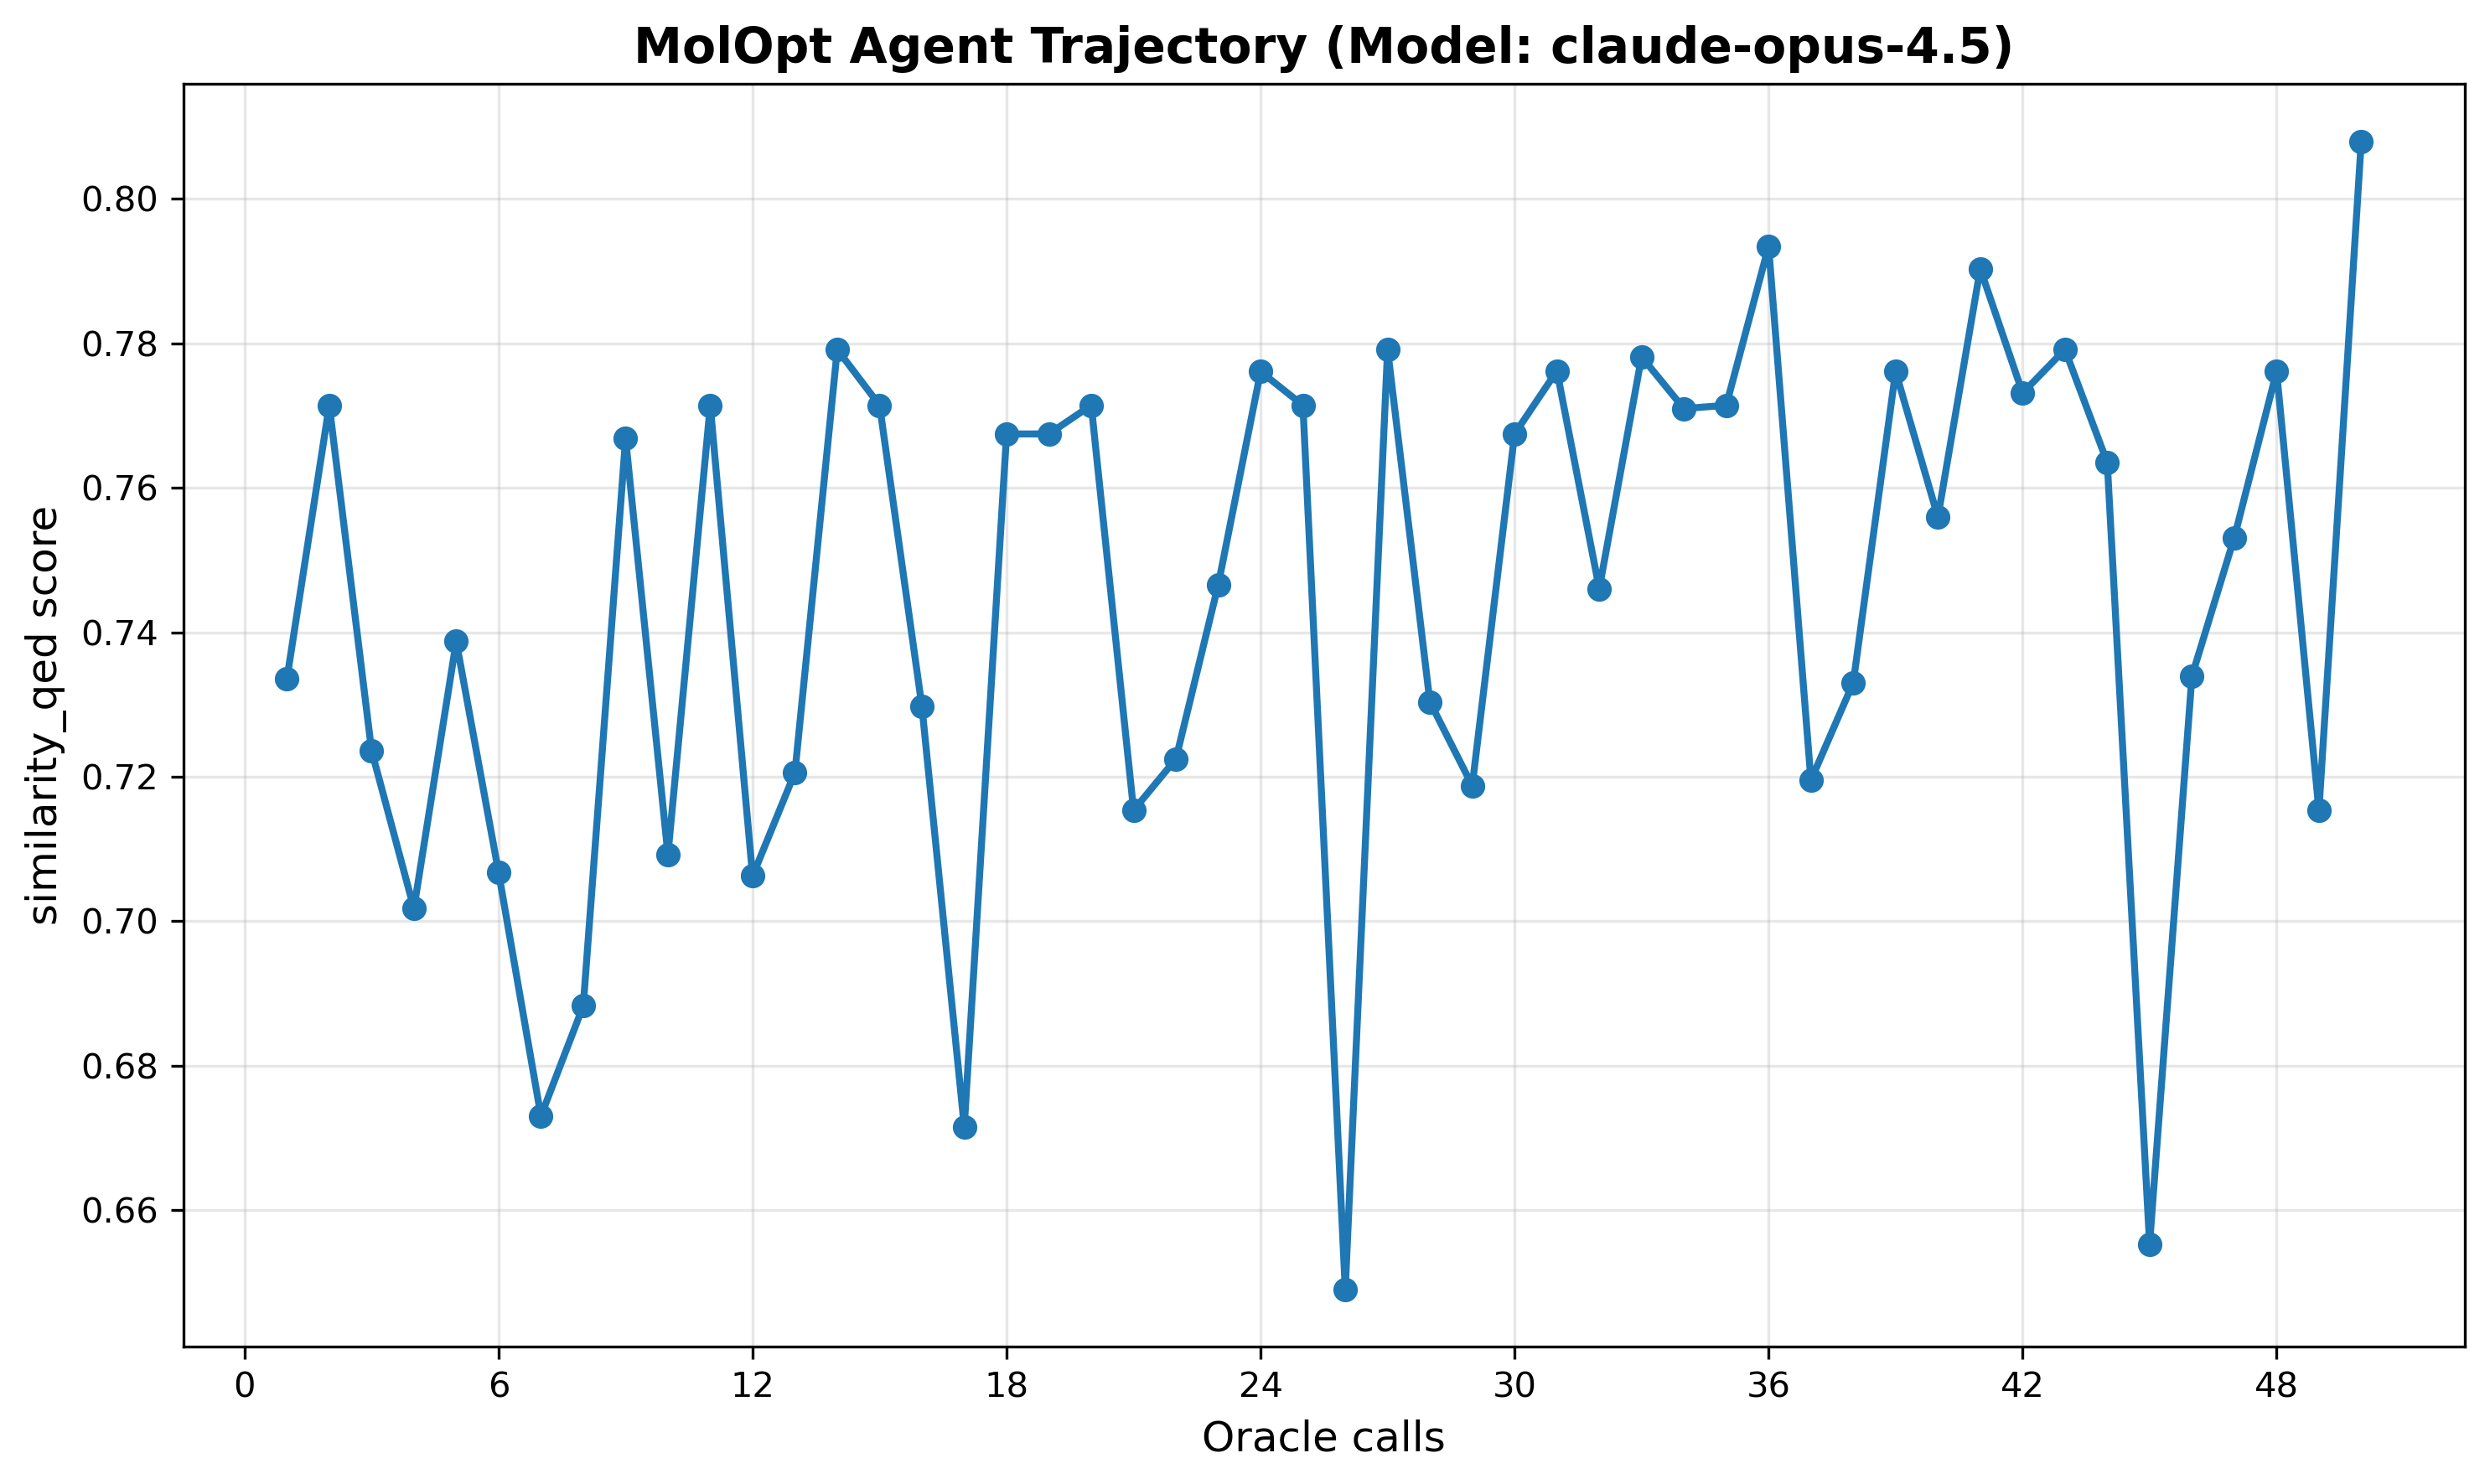 MolOpt Agent Trajectory (Model: claude-opus-4.5)
similarity_qed score
0.80
0.78
0.76
0.74
0.72
0.70
0.68
0.66
0 6 12 18 24 30 36 42 48
Oracle calls